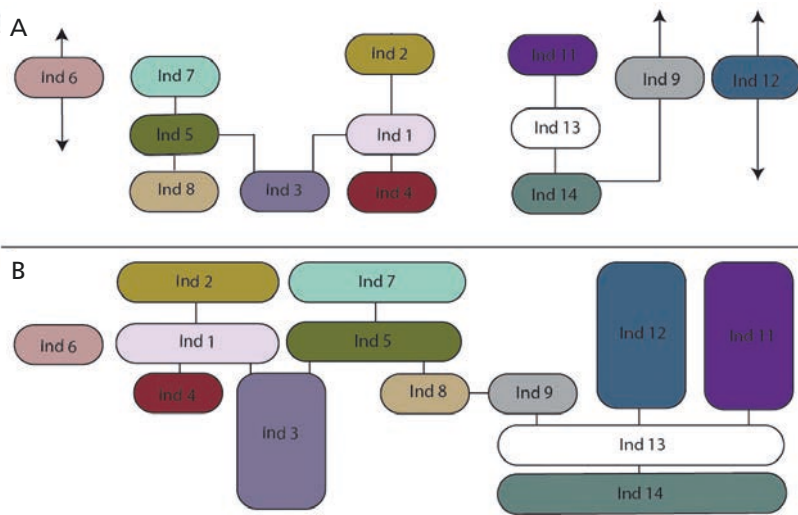 A
Ind 6
Ind 7
Ind 2
Ind 11
Ind 9
Ind 12
Ind 5
Ind 1
Ind 13
Ind 8
Ind 3
Ind 4
Ind 14
B
Ind 2
Ind 7
Ind 12
Ind 11
Ind 6
Ind 1
Ind 5
Ind 4
Ind 3
Ind 8
Ind 9
Ind 13
Ind 14